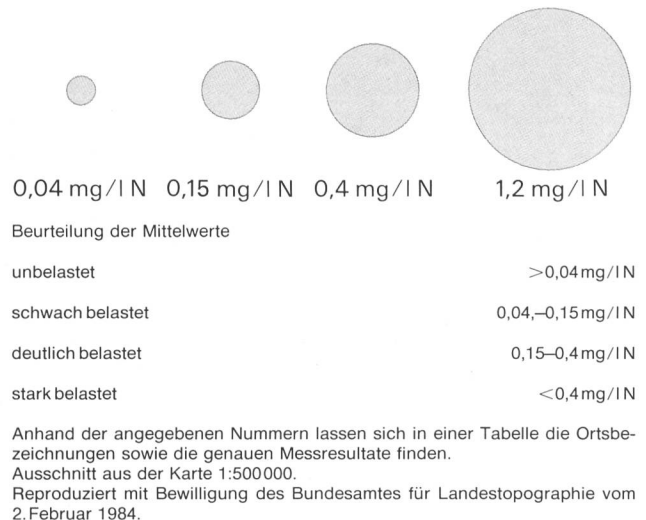 0,04 mg/l N 0,15 mg/l N 0,4 mg/l N 1,2 mg/l N
Beurteilung der Mittelwerte
unbelastet >0,04 mg/l N
schwach belastet 0,04,–0,15 mg/l N
deutlich belastet 0,15–0,4 mg/l N
stark belastet <0,4 mg/l N
Anhand der angegebenen Nummern lassen sich in einer Tabelle die Ortsbe-
zeichnungen sowie die genauen Messresultate finden.
Ausschnitt aus der Karte 1:500 000.
Reproduziert mit Bewilligung des Bundesamtes für Landestopographie vom
2. Februar 1984.